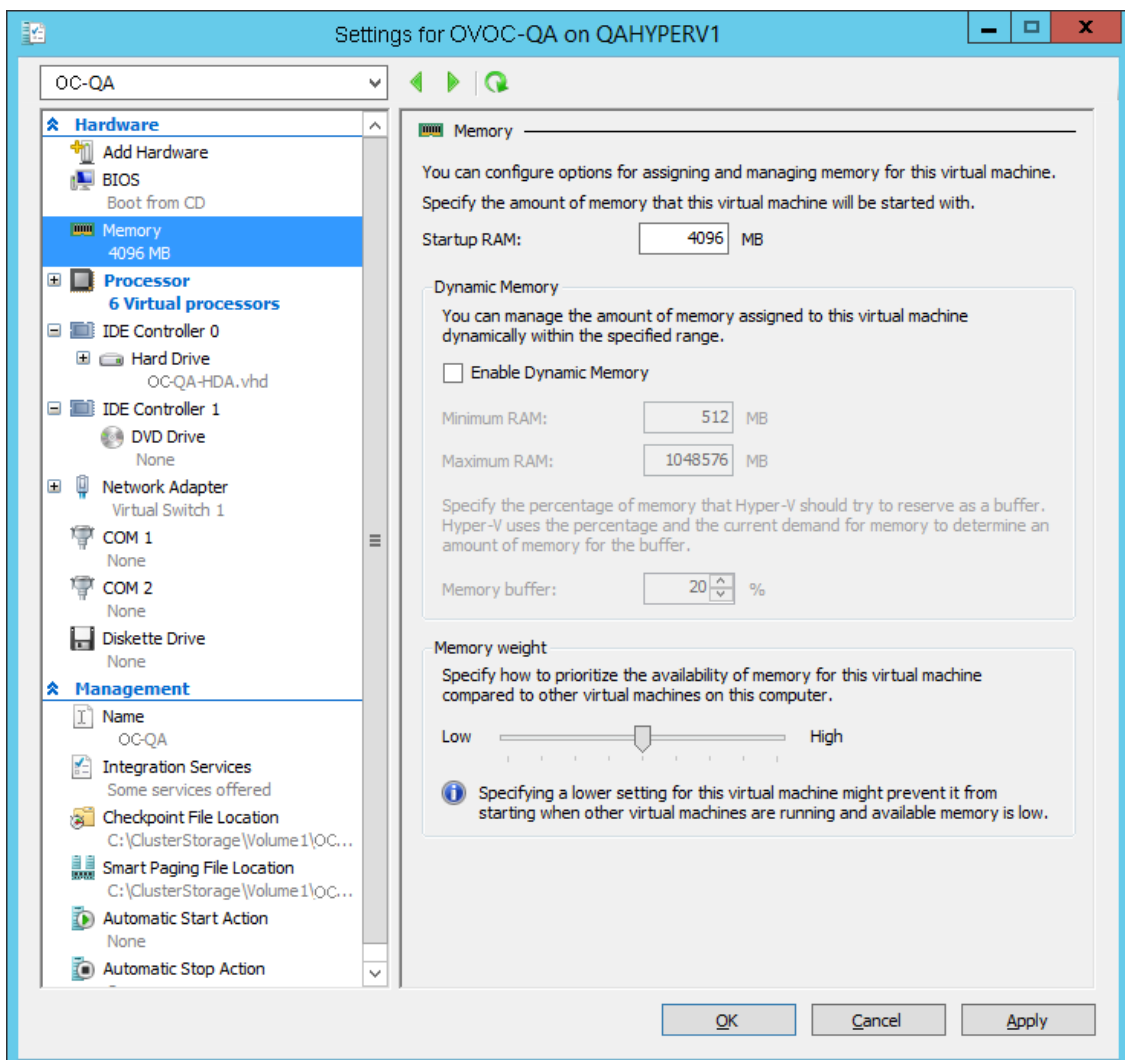 Settings for OVOC-QA on QAHYPERV1
OC-QA
Hardware
Add Hardware
BIOS
Boot from CD
Memory
4096 MB
Processor
6 Virtual processors
IDE Controller 0
Hard Drive
OC-QA-HDA.vhd
IDE Controller 1
DVD Drive
None
Network Adapter
Virtual Switch 1
COM 1
None
COM 2
None
Diskette Drive
None
Management
Name
OC-QA
Integration Services
Some services offered
Checkpoint File Location
C:\ClusterStorage\Volume1\OC...
Smart Paging File Location
C:\ClusterStorage\Volume1\OC...
Automatic Start Action
None
Automatic Stop Action
Memory
You can configure options for assigning and managing memory for this virtual machine.
Specify the amount of memory that this virtual machine will be started with.
Startup RAM: 4096 MB
Dynamic Memory
You can manage the amount of memory assigned to this virtual machine
dynamically within the specified range.
Enable Dynamic Memory
Minimum RAM: 512 MB
Maximum RAM: 1048576 MB
Specify the percentage of memory that Hyper-V should try to reserve as a buffer.
Hyper-V uses the percentage and the current demand for memory to determine an
amount of memory for the buffer.
Memory buffer: 20 %
Memory weight
Specify how to prioritize the availability of memory for this virtual machine
compared to other virtual machines on this computer.
Low High
Specifying a lower setting for this virtual machine might prevent it from
starting when other virtual machines are running and available memory is low.
OK Cancel Apply